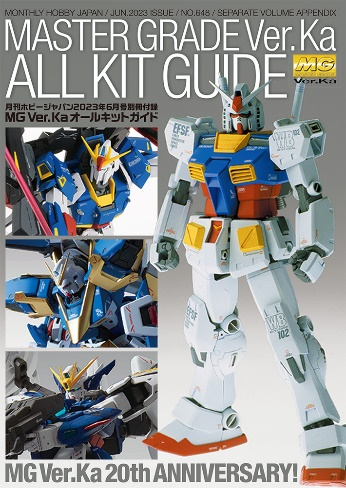 MONTHLY HOBBY JAPAN / JUN.2023 ISSUE / NO.648 / SEPARATE VOLUME APPENDIX
MASTER GRADE Ver.Ka
ALL KIT GUIDE
MG
Ver.Ka
月刊ホビージャパン2023年6月号別冊付録
MG Ver.Kaオールキットガイド
EFSF
WB
102
WB
102
MG Ver.Ka 20th ANNIVERSARY!